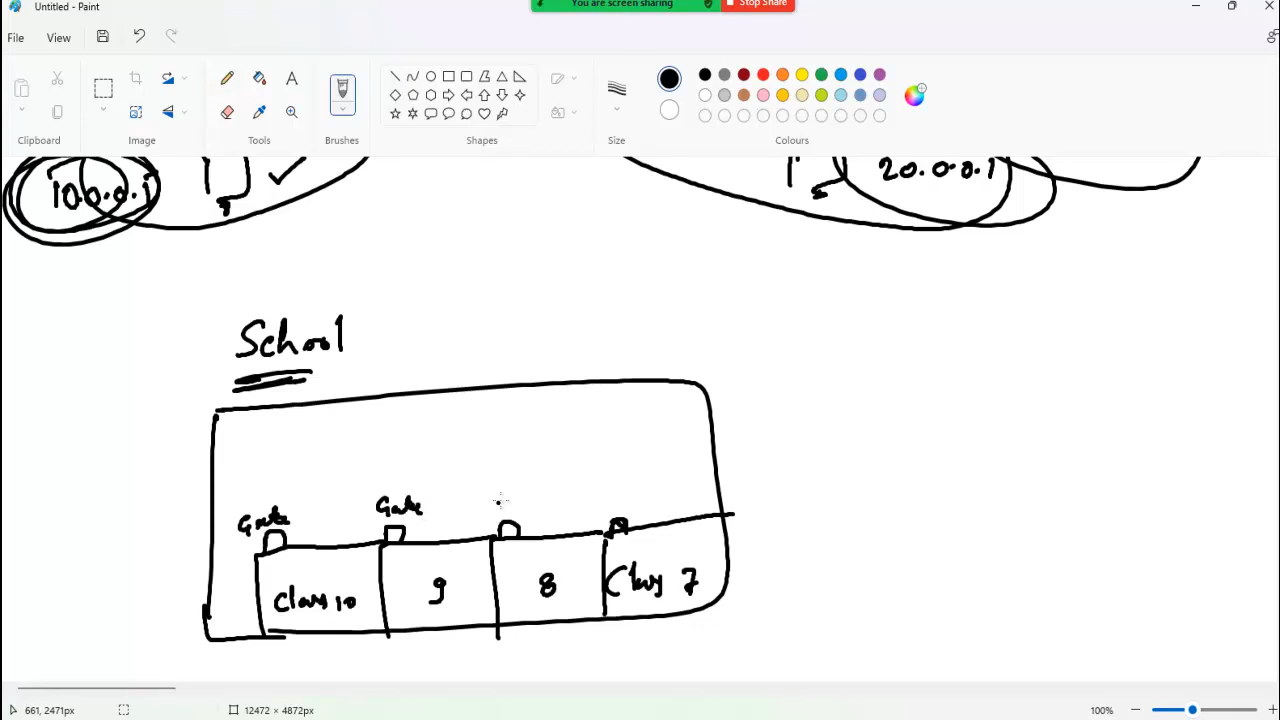 Untitled - Paint
You are screen sharing
Stop Share
File
View
Clipboard
Image
Tools
Brushes
Shapes
Size
Colours
10.0.0.1
20.0.0.1
School
Gate
Gate
Class 10
9
8
Class 7
661, 2471px
12472 × 4872px
100%